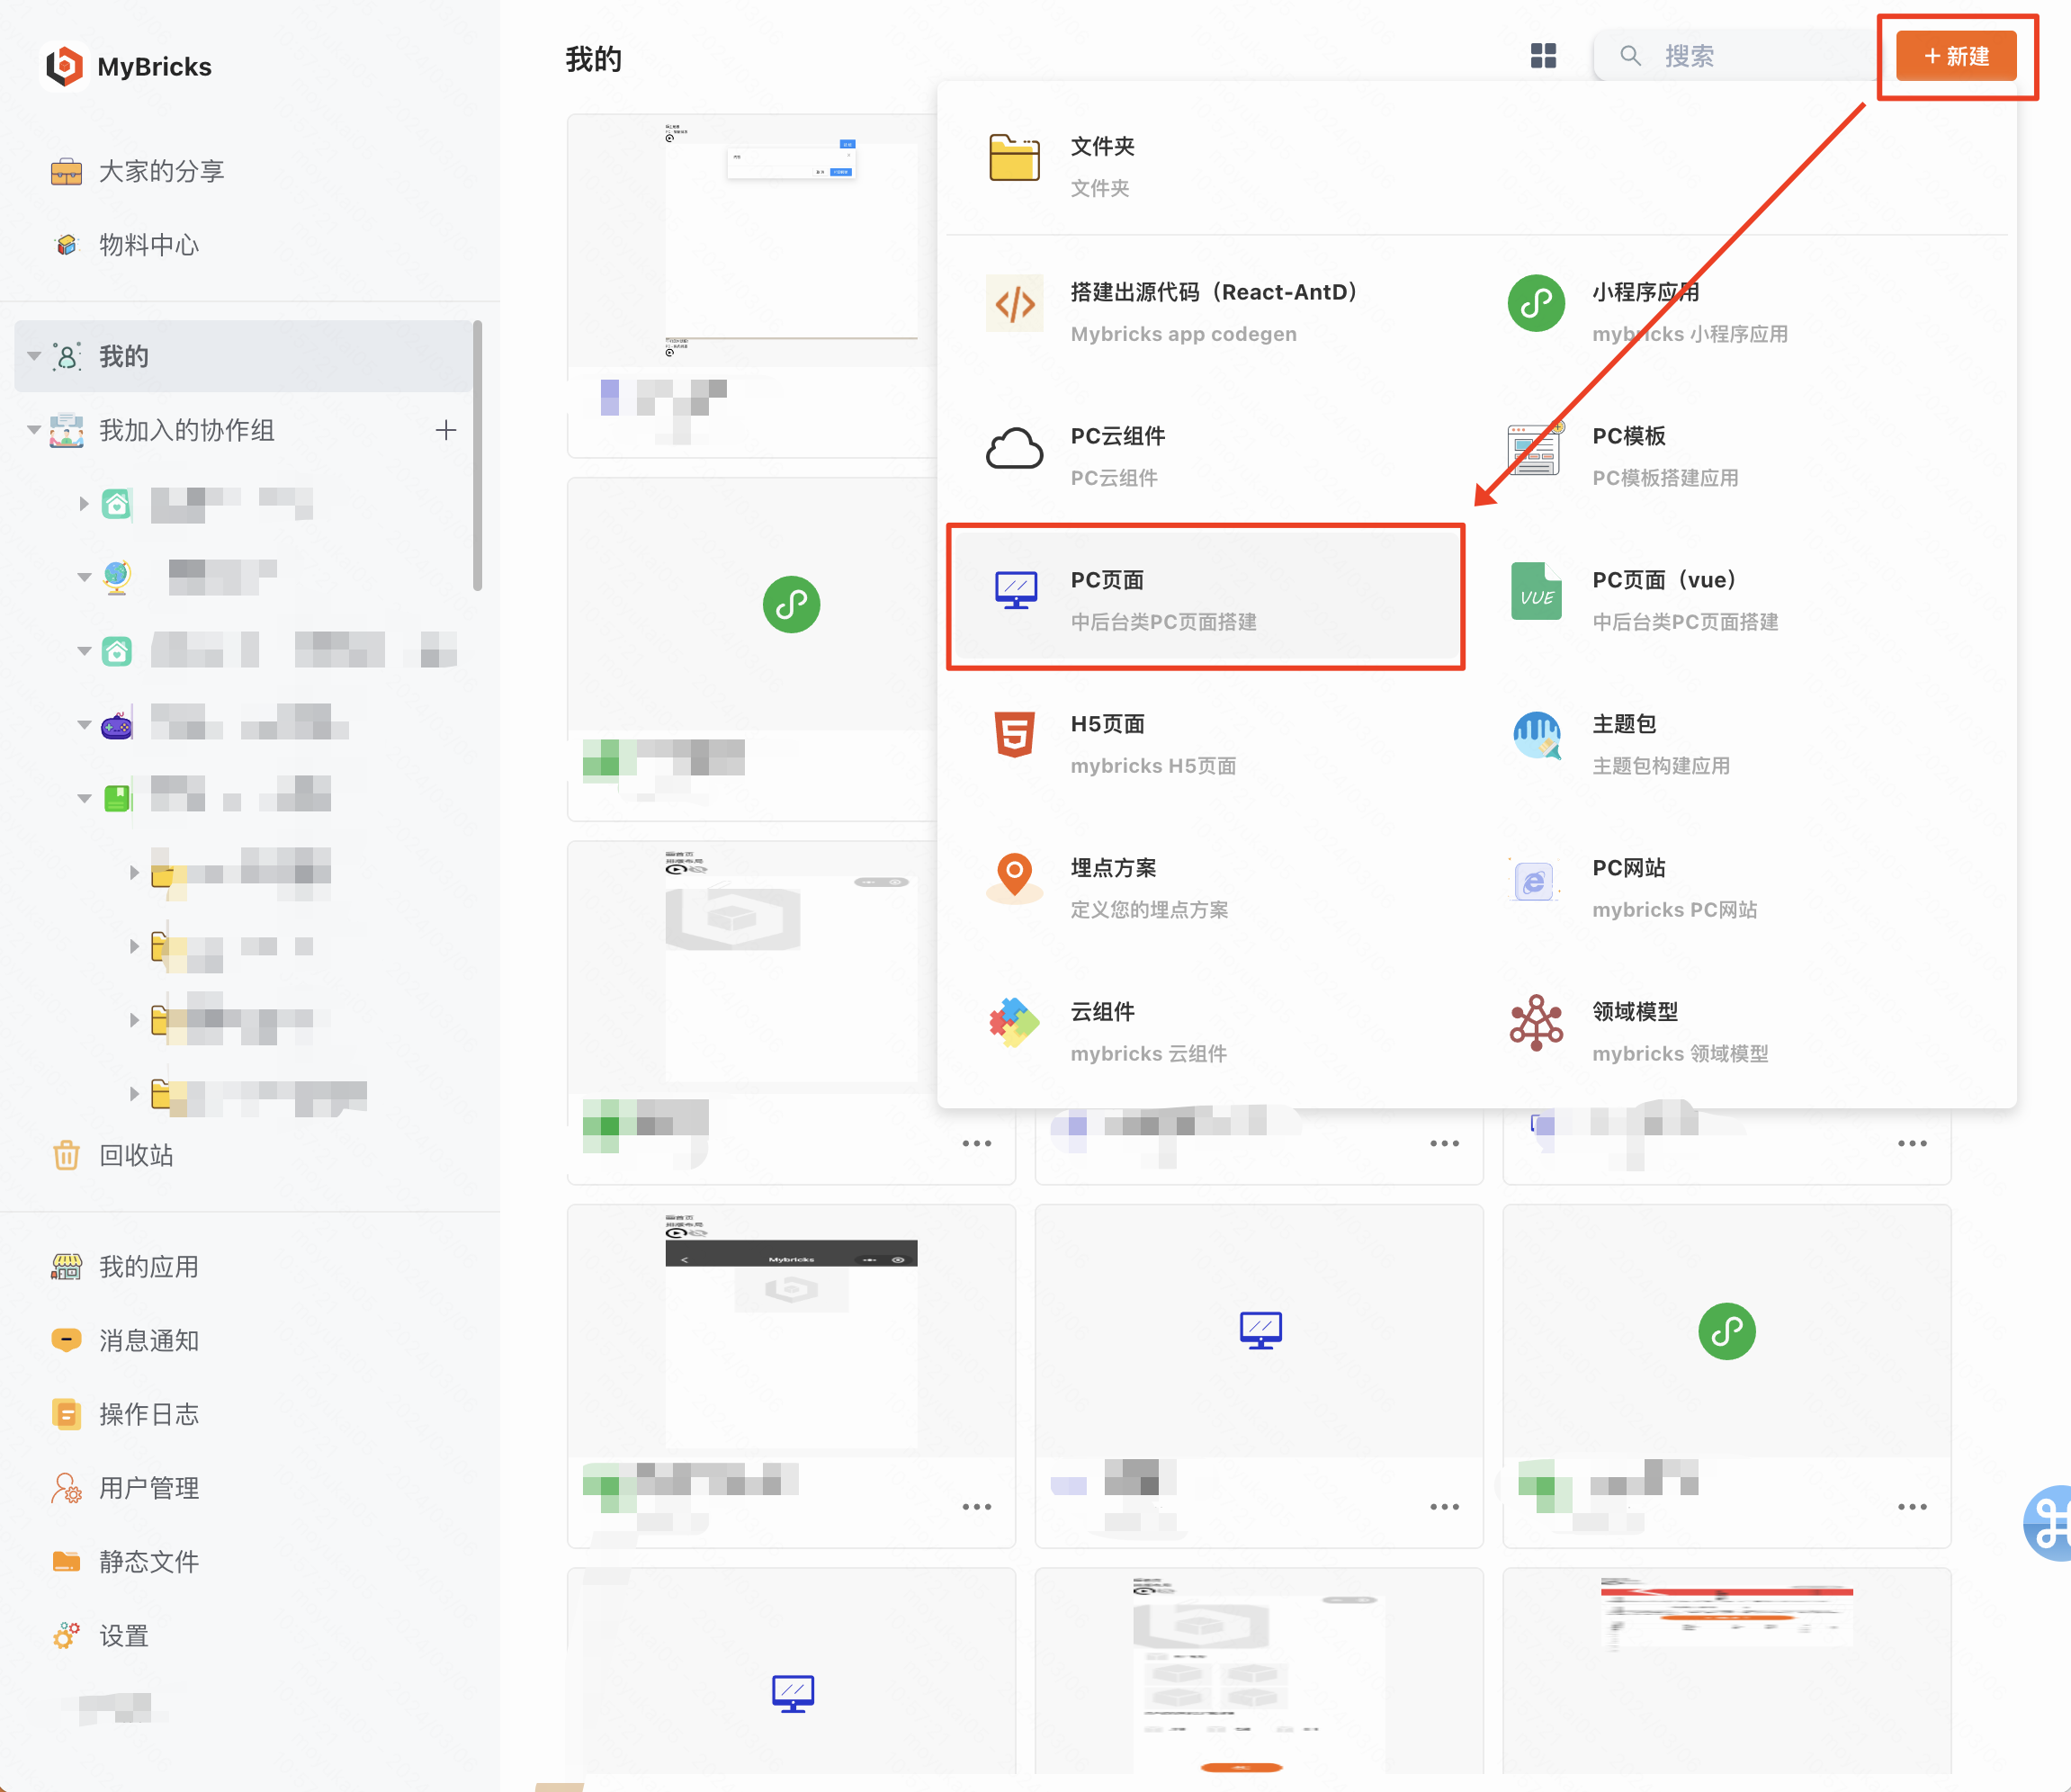 MyBricks
大家的分享
物料中心
我的
我加入的协作组
回收站
我的应用
消息通知
操作日志
用户管理
静态文件
设置
我的
搜索
+ 新建
文件夹
文件夹
搭建出源代码（React-AntD）
Mybricks app codegen
小程序应用
mybricks 小程序应用
PC云组件
PC云组件
PC模板
PC模板搭建应用
PC页面
中后台类PC页面搭建
PC页面（vue）
中后台类PC页面搭建
VUE
H5页面
mybricks H5页面
主题包
主题包构建应用
埋点方案
定义您的埋点方案
PC网站
mybricks PC网站
云组件
mybricks 云组件
领域模型
mybricks 领域模型
Mybricks